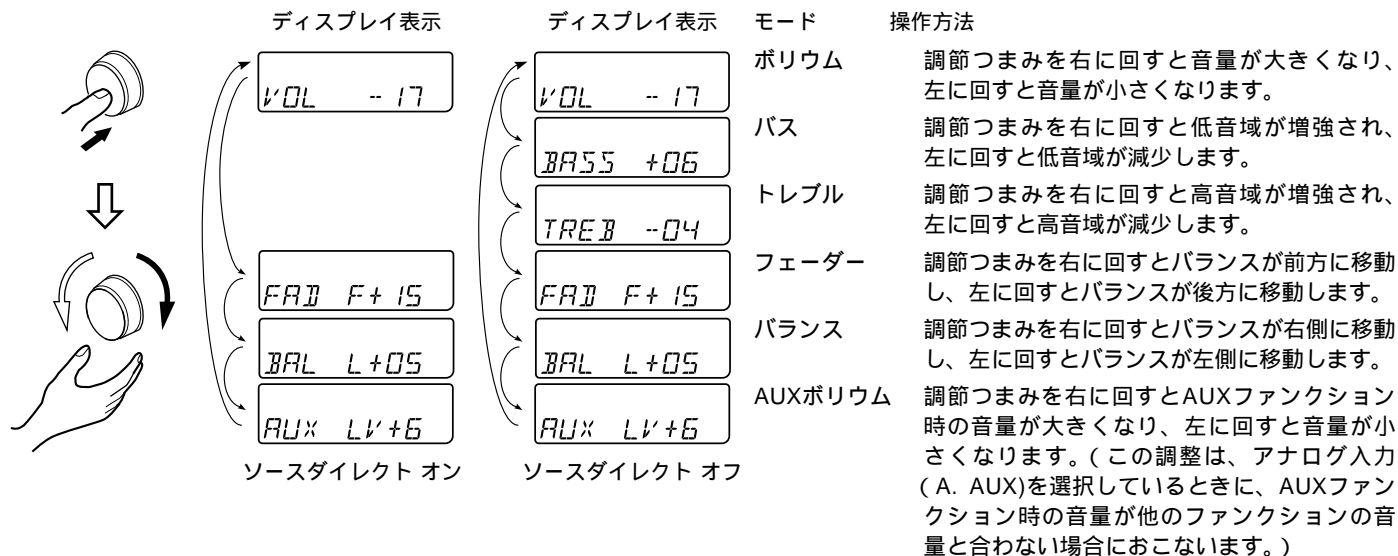 ディスプレイ表示
ディスプレイ表示
モード
操作方法
VOL -17
FAD F+15
BAL L+05
AUX LV+6
ソースダイレクト オン
VOL -17
BASS +06
TREB -04
FAD F+15
BAL L+05
AUX LV+6
ソースダイレクト オフ
ボリウム
調節つまみを右に回すと音量が大きくなり、
左に回すと音量が小さくなります。
バス
調節つまみを右に回すと低音域が増強され、
左に回すと低音域が減少します。
トレブル
調節つまみを右に回すと高音域が増強され、
左に回すと高音域が減少します。
フェーダー
調節つまみを右に回すとバランスが前方に移動
し、左に回すとバランスが後方に移動します。
バランス
調節つまみを右に回すとバランスが右側に移動
し、左に回すとバランスが左側に移動します。
AUXボリウム
調節つまみを右に回すとAUXファンクション
時の音量が大きくなり、左に回すと音量が小
さくなります。(この調整は、アナログ入力
(A. AUX)を選択しているときに、AUXファン
クション時の音量が他のファンクションの音
量と合わない場合におこないます。)